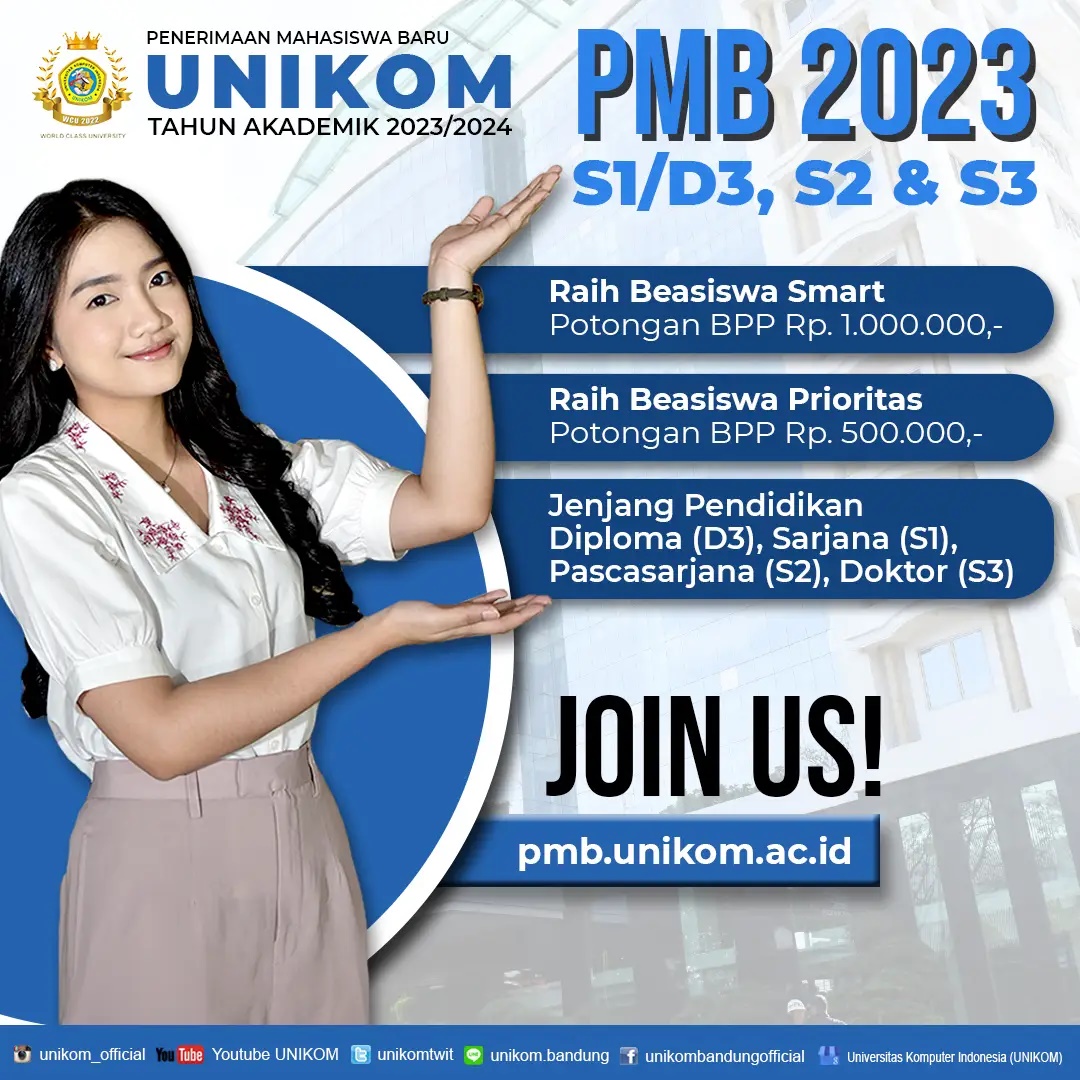 PENERIMAAN MAHASISWA BARU
UNIKOM
TAHUN AKADEMIK 2023/2024
UNIKOM
WCU 2022
WORLD CLASS UNIVERSITY
PMB 2023
S1/D3, S2 & S3
Raih Beasiswa Smart
Potongan BPP Rp. 1.000.000,-
Raih Beasiswa Prioritas
Potongan BPP Rp. 500.000,-
Jenjang Pendidikan
Diploma (D3), Sarjana (S1),
Pascasarjana (S2), Doktor (S3)
JOIN US!
pmb.unikom.ac.id
unikom_official YouTube Youtube UNIKOM unikomtwit unikom.bandung unikombandungofficial Universitas Komputer Indonesia (UNIKOM)